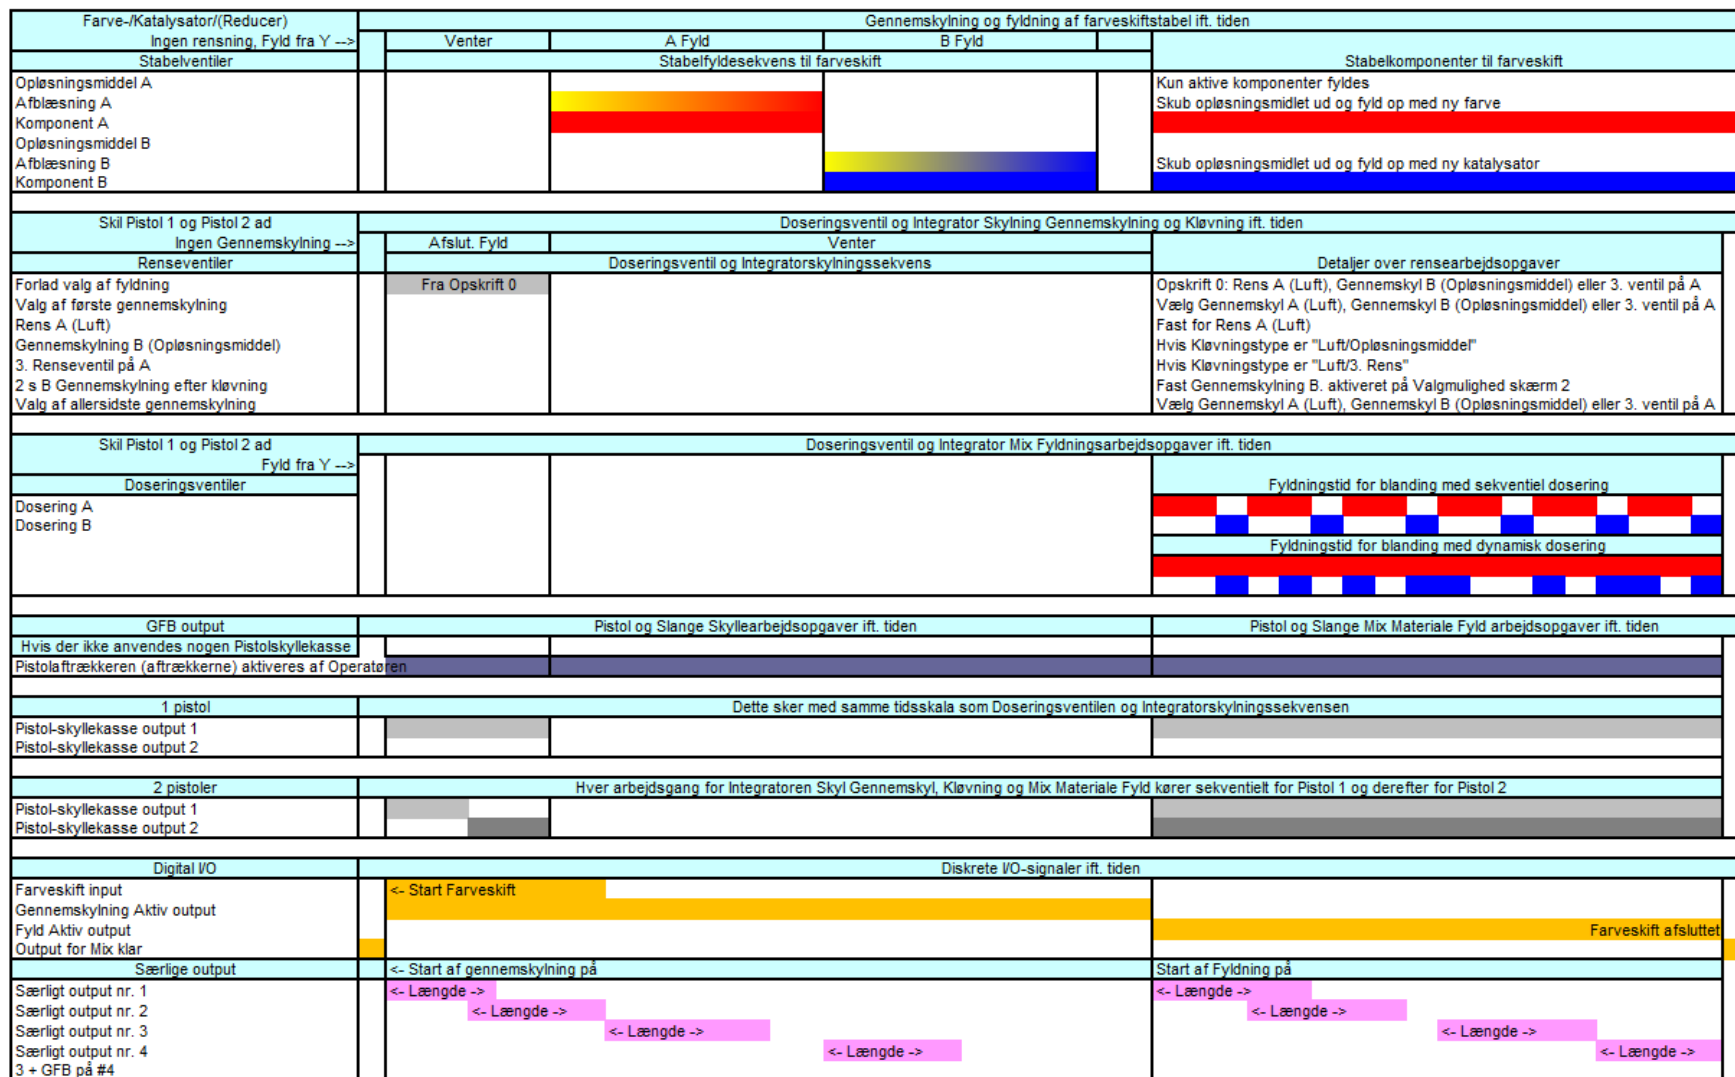 Farve-/Katalysator/(Reducer)
Gennemskylning og fyldning af farveskiftstabel ift. tiden
Ingen rensning, Fyld fra Y -->
Venter
A Fyld
B Fyld
Stabelventiler
Stabelfyldesekvens til farveskift
Stabelkomponenter til farveskift
Opløsningsmiddel A
Kun aktive komponenter fyldes
Afblæsning A
Skub opløsningsmidlet ud og fyld op med ny farve
Komponent A
Opløsningsmiddel B
Afblæsning B
Skub opløsningsmidlet ud og fyld op med ny katalysator
Komponent B
Skil Pistol 1 og Pistol 2 ad
Doseringsventil og Integrator Skylning Gennemskylning og Kløvning ift. tiden
Ingen Gennemskylning -->
Afslut. Fyld
Venter
Renseventiler
Doseringsventil og Integratorskylningssekvens
Detaljer over rensearbejdsopgaver
Forlad valg af fyldning
Fra Opskrift 0
Opskrift 0: Rens A (Luft), Gennemskyl B (Opløsningsmiddel) eller 3. ventil på A
Valg af første gennemskylning
Vælg Gennemskyl A (Luft), Gennemskyl B (Opløsningsmiddel) eller 3. ventil på A
Rens A (Luft)
Fast for Rens A (Luft)
Gennemskylning B (Opløsningsmiddel)
Hvis Kløvningstype er "Luft/Opløsningsmiddel"
3. Renseventil på A
Hvis Kløvningstype er "Luft/3. Rens"
2 s B Gennemskylning efter kløvning
Fast Gennemskylning B. aktiveret på Valgmulighed skærm 2
Valg af allersidste gennemskylning
Vælg Gennemskyl A (Luft), Gennemskyl B (Opløsningsmiddel) eller 3. ventil på A
Skil Pistol 1 og Pistol 2 ad
Doseringsventil og Integrator Mix Fyldningsarbejdsopgaver ift. tiden
Fyld fra Y -->
Doseringsventiler
Fyldningstid for blanding med sekventiel dosering
Dosering A
Dosering B
Fyldningstid for blanding med dynamisk dosering
GFB output
Pistol og Slange Skyllearbejdsopgaver ift. tiden
Pistol og Slange Mix Materiale Fyld arbejdsopgaver ift. tiden
Hvis der ikke anvendes nogen Pistolskyllekasse
Pistolaftrækkeren (aftrækkerne) aktiveres af Operatøren
1 pistol
Dette sker med samme tidsskala som Doseringsventilen og Integratorskylningssekvensen
Pistol-skyllekasse output 1
Pistol-skyllekasse output 2
2 pistoler
Hver arbejdsgang for Integratoren Skyl Gennemskyl, Kløvning og Mix Materiale Fyld kører sekventielt for Pistol 1 og derefter for Pistol 2
Pistol-skyllekasse output 1
Pistol-skyllekasse output 2
Digital I/O
Diskrete I/O-signaler ift. tiden
Farveskift input
<- Start Farveskift
Gennemskylning Aktiv output
Fyld Aktiv output
Farveskift afsluttet
Output for Mix klar
Særlige output
<- Start af gennemskylning på
Start af Fyldning på
Særligt output nr. 1
<- Længde ->
<- Længde ->
Særligt output nr. 2
<- Længde ->
<- Længde ->
Særligt output nr. 3
<- Længde ->
<- Længde ->
Særligt output nr. 4
<- Længde ->
<- Længde ->
3 + GFB på #4